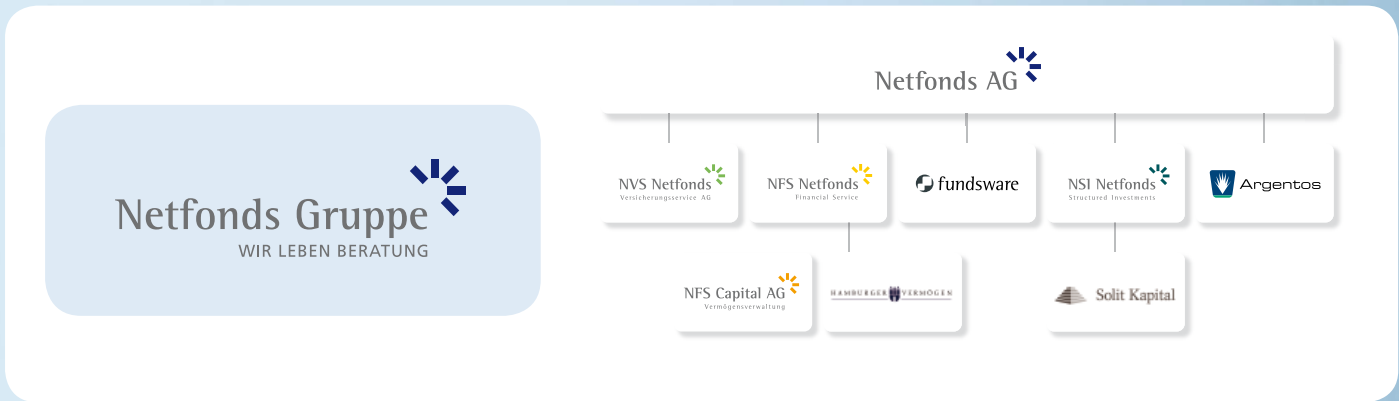 Netfonds Gruppe
WIR LEBEN BERATUNG
Netfonds AG
NVS Netfonds
Versicherungsservice AG
NFS Netfonds
Financial Service
fundsware
NSI Netfonds
Structured Investments
Argentos
NFS Capital AG
Vermögensverwaltung
HAMBURGER VERMÖGEN
Solit Kapital